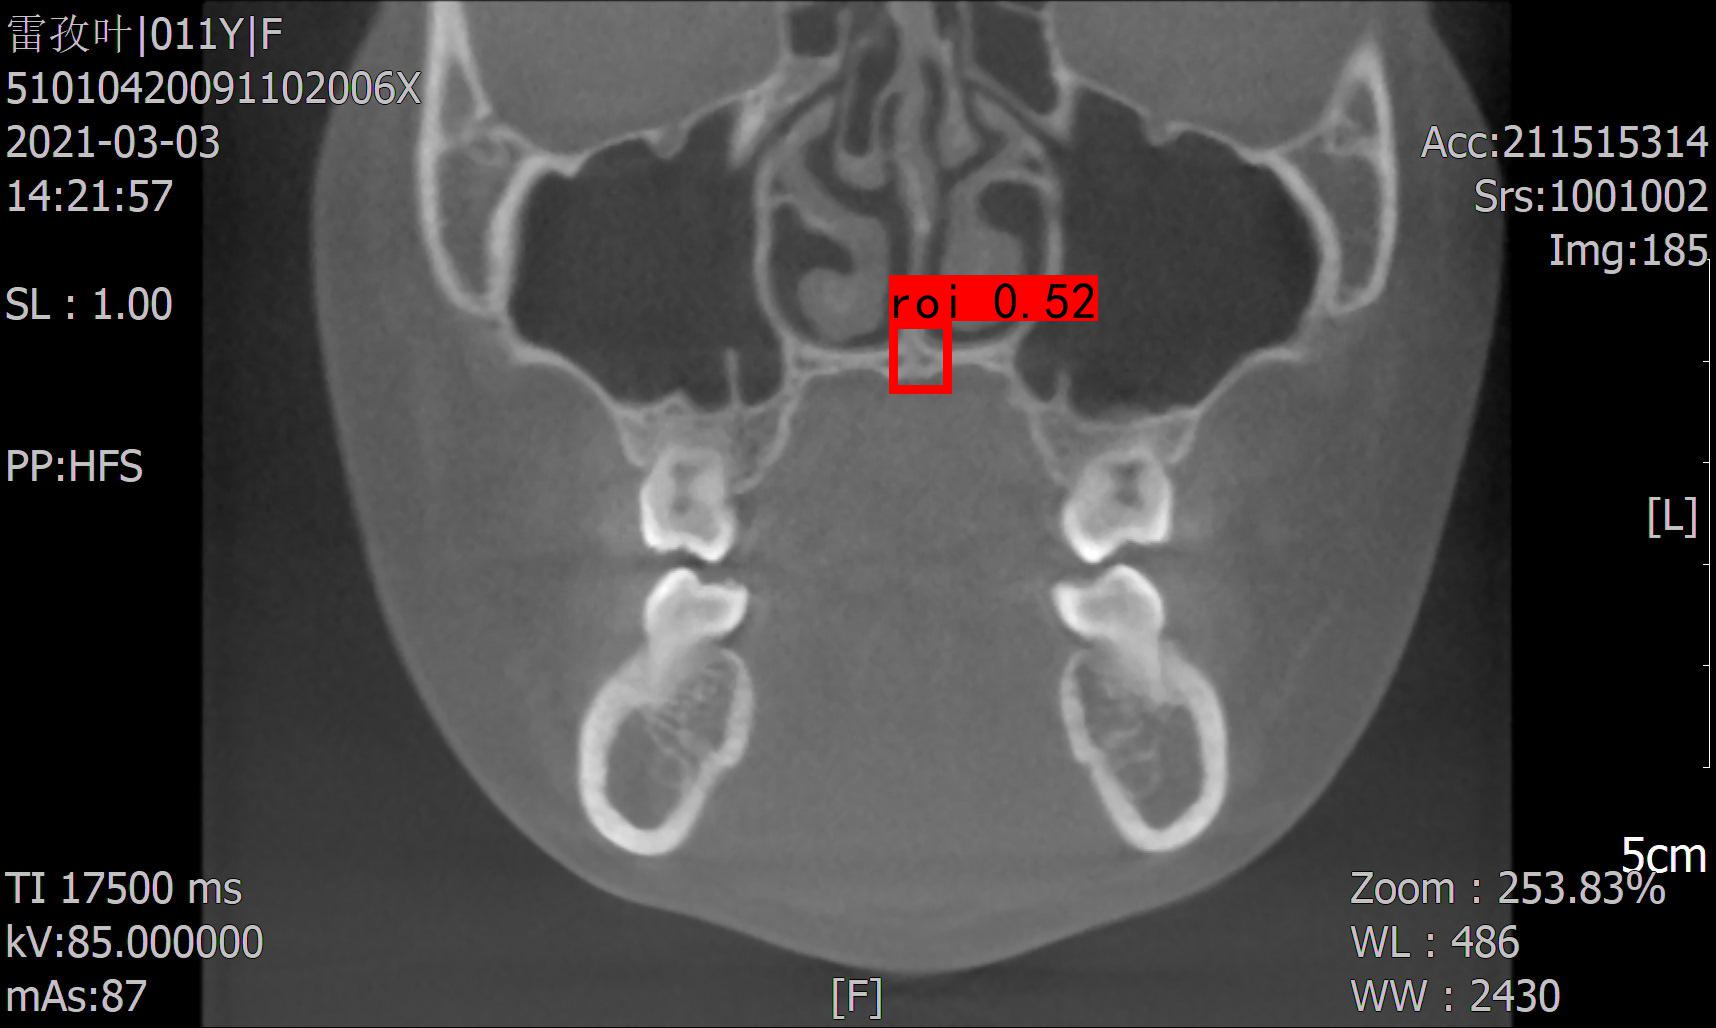 雷孜叶|011Y|F
51010420091102006X
2021-03-03
14:21:57
SL : 1.00
PP:HFS
Acc:211515314
Srs:1001002
Img:185
roi 0.52
[L]
5cm
TI 17500 ms
kV:85.000000
mAs:87
[F]
Zoom : 253.83%
WL : 486
WW : 2430